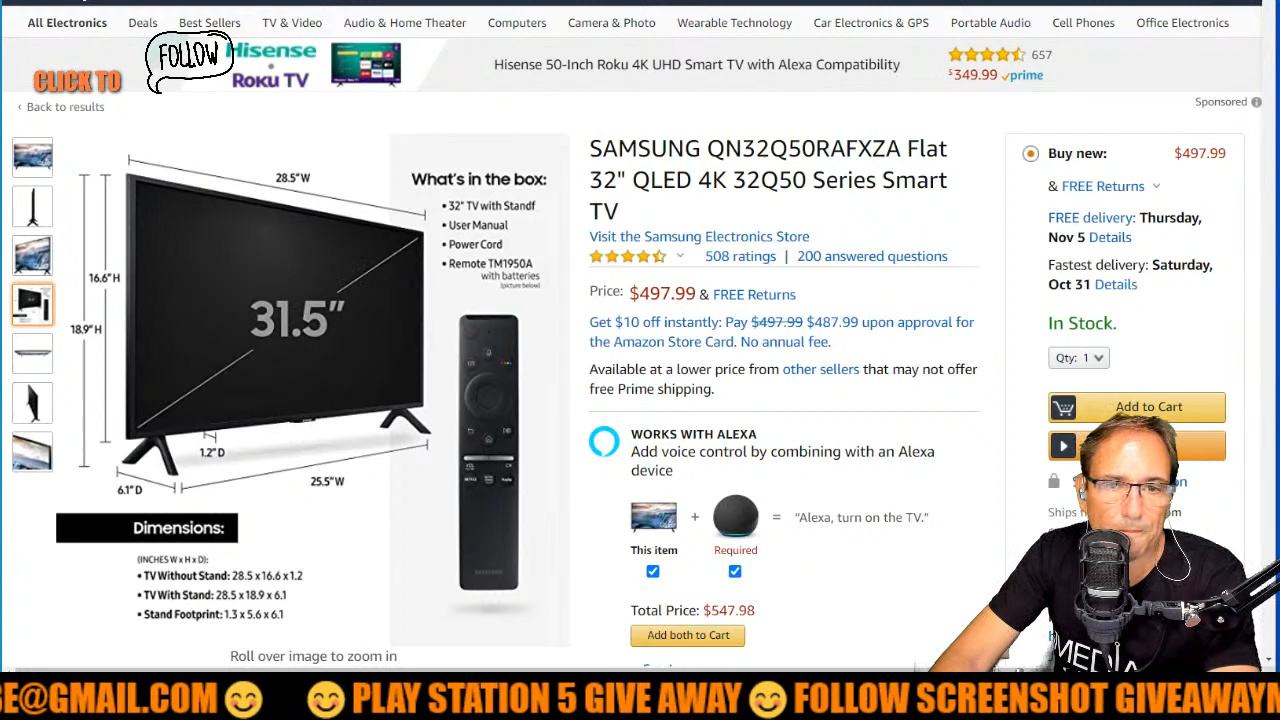 All Electronics Deals Best Sellers TV & Video Audio & Home Theater Computers Camera & Photo Wearable Technology Car Electronics & GPS Portable Audio Cell Phones Office Electronics
CLICK TO
FOLLOW
Hisense
Roku TV
Hisense 50-Inch Roku 4K UHD Smart TV with Alexa Compatibility
657
$349.99 prime
‹ Back to results
Sponsored
28.5"W
16.6"H
18.9"H
31.5"
1.2"D
6.1"D
25.5"W
What's in the box:
• 32" TV with Standf
• User Manual
• Power Cord
• Remote TM1950A
with batteries
(picture below)
SAMSUNG
Dimensions:
(INCHES W x H x D):
• TV Without Stand: 28.5 x 16.6 x 1.2
• TV With Stand: 28.5 x 18.9 x 6.1
• Stand Footprint: 1.3 x 5.6 x 6.1
Roll over image to zoom in
SAMSUNG QN32Q50RAFXZA Flat
32" QLED 4K 32Q50 Series Smart
TV
Visit the Samsung Electronics Store
508 ratings | 200 answered questions
Price: $497.99 & FREE Returns
Get $10 off instantly: Pay $497.99 $487.99 upon approval for
the Amazon Store Card. No annual fee.
Available at a lower price from other sellers that may not offer
free Prime shipping.
WORKS WITH ALEXA
Add voice control by combining with an Alexa
device
+ = "Alexa, turn on the TV."
This item Required
Total Price: $547.98
Add both to Cart
Buy new: $497.99
& FREE Returns
FREE delivery: Thursday,
Nov 5 Details
Fastest delivery: Saturday,
Oct 31 Details
In Stock.
Qty: 1
Add to Cart
MEDIA
E@GMAIL.COM 😊 😊 PLAY STATION 5 GIVE AWAY 😊 FOLLOW SCREENSHOT GIVEAWAY